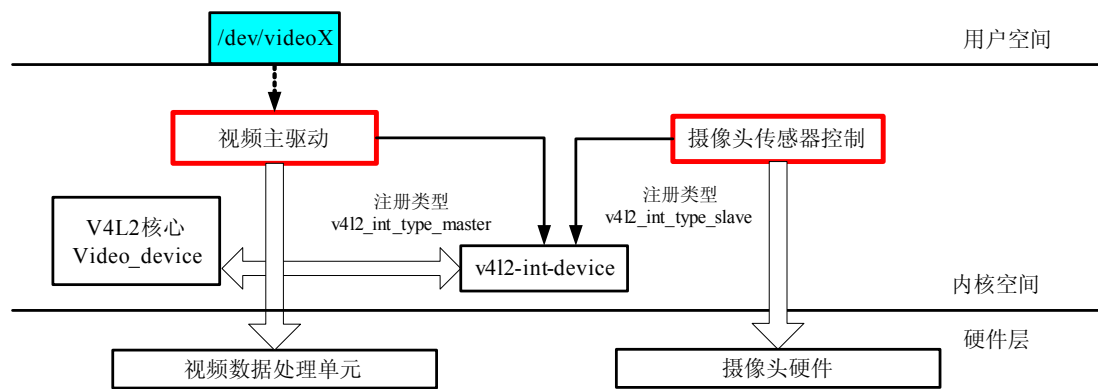 /dev/videoX
用户空间
视频主驱动
摄像头传感器控制
注册类型
v4l2_int_type_master
注册类型
v4l2_int_type_slave
V4L2核心
Video_device
v4l2-int-device
内核空间
硬件层
视频数据处理单元
摄像头硬件